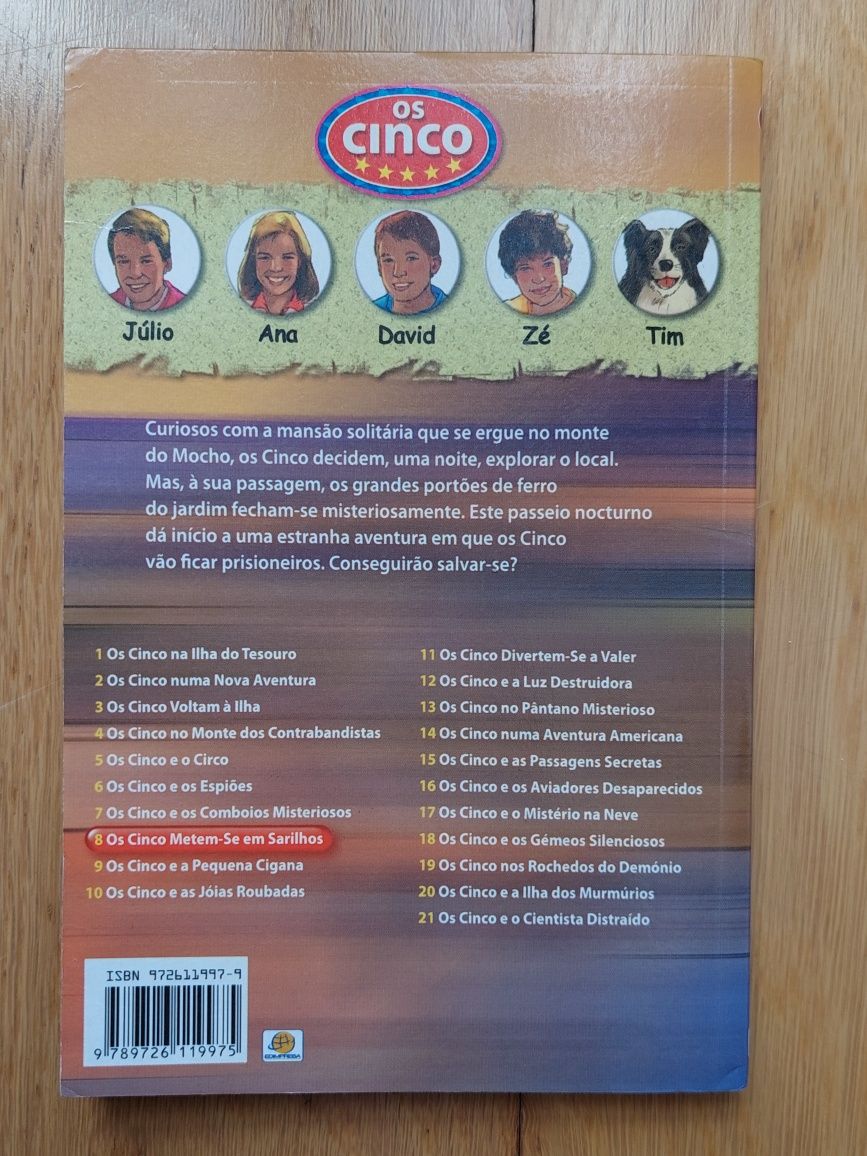 OS
CINCO
Júlio
Ana
David
Zé
Tim
Curiosos com a mansão solitária que se ergue no monte
do Mocho, os Cinco decidem, uma noite, explorar o local.
Mas, à sua passagem, os grandes portões de ferro
do jardim fecham-se misteriosamente. Este passeio nocturno
dá início a uma estranha aventura em que os Cinco
vão ficar prisioneiros. Conseguirão salvar-se?
1 Os Cinco na Ilha do Tesouro
2 Os Cinco numa Nova Aventura
3 Os Cinco Voltam à Ilha
4 Os Cinco no Monte dos Contrabandistas
5 Os Cinco e o Circo
6 Os Cinco e os Espiões
7 Os Cinco e os Comboios Misteriosos
8 Os Cinco Metem-Se em Sarilhos
9 Os Cinco e a Pequena Cigana
10 Os Cinco e as Jóias Roubadas
11 Os Cinco Divertem-Se a Valer
12 Os Cinco e a Luz Destruidora
13 Os Cinco no Pântano Misterioso
14 Os Cinco numa Aventura Americana
15 Os Cinco e as Passagens Secretas
16 Os Cinco e os Aviadores Desaparecidos
17 Os Cinco e o Mistério na Neve
18 Os Cinco e os Gémeos Silenciosos
19 Os Cinco nos Rochedos do Demónio
20 Os Cinco e a Ilha dos Murmúrios
21 Os Cinco e o Cientista Distraído
ISBN 972611997-9
9 789726 119975
EDIMPRESA